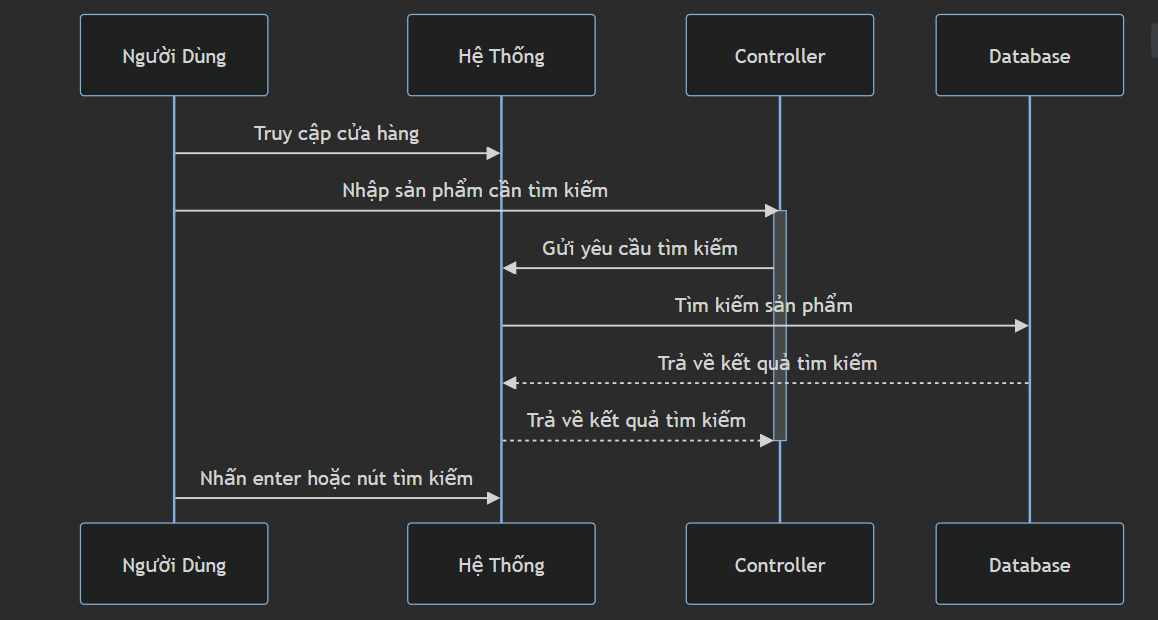 Người Dùng
Hệ Thống
Controller
Database
Truy cập cửa hàng
Nhập sản phẩm cần tìm kiếm
Gửi yêu cầu tìm kiếm
Tìm kiếm sản phẩm
Trả về kết quả tìm kiếm
Trả về kết quả tìm kiếm
Nhấn enter hoặc nút tìm kiếm
Người Dùng
Hệ Thống
Controller
Database